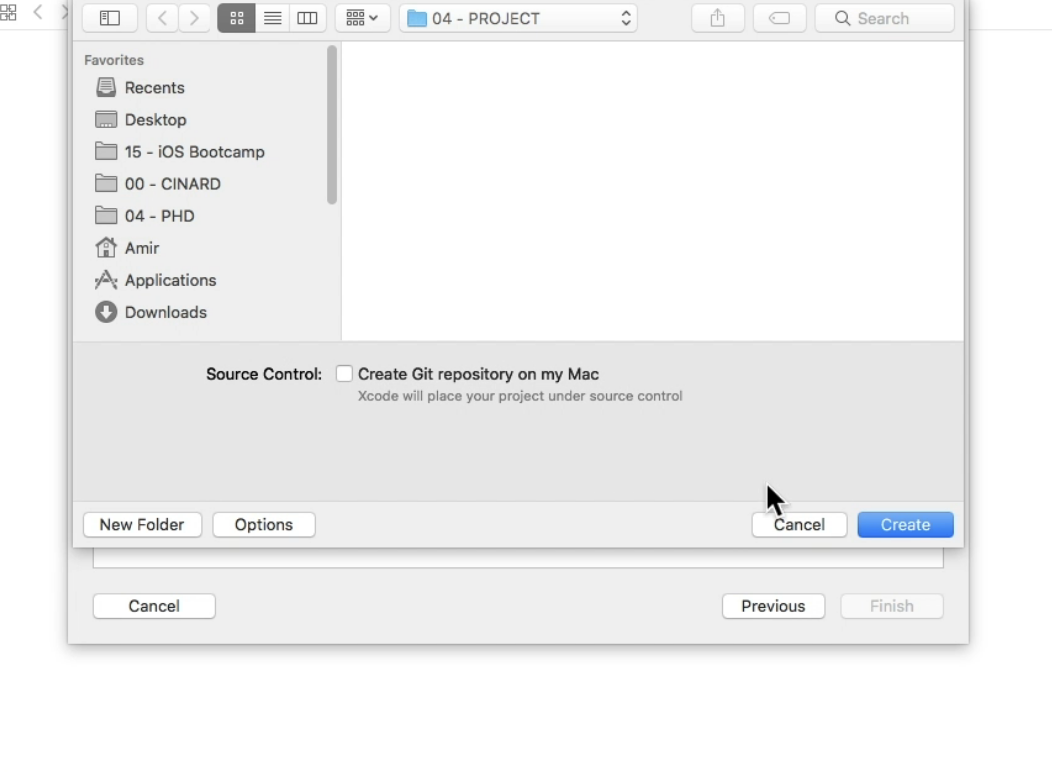 04 - PROJECT
Search
Favorites
Recents
Desktop
15 - iOS Bootcamp
00 - CINARD
04 - PHD
Amir
Applications
Downloads
Source Control: Create Git repository on my Mac
Xcode will place your project under source control
New Folder Options Cancel Create
Cancel Previous Finish